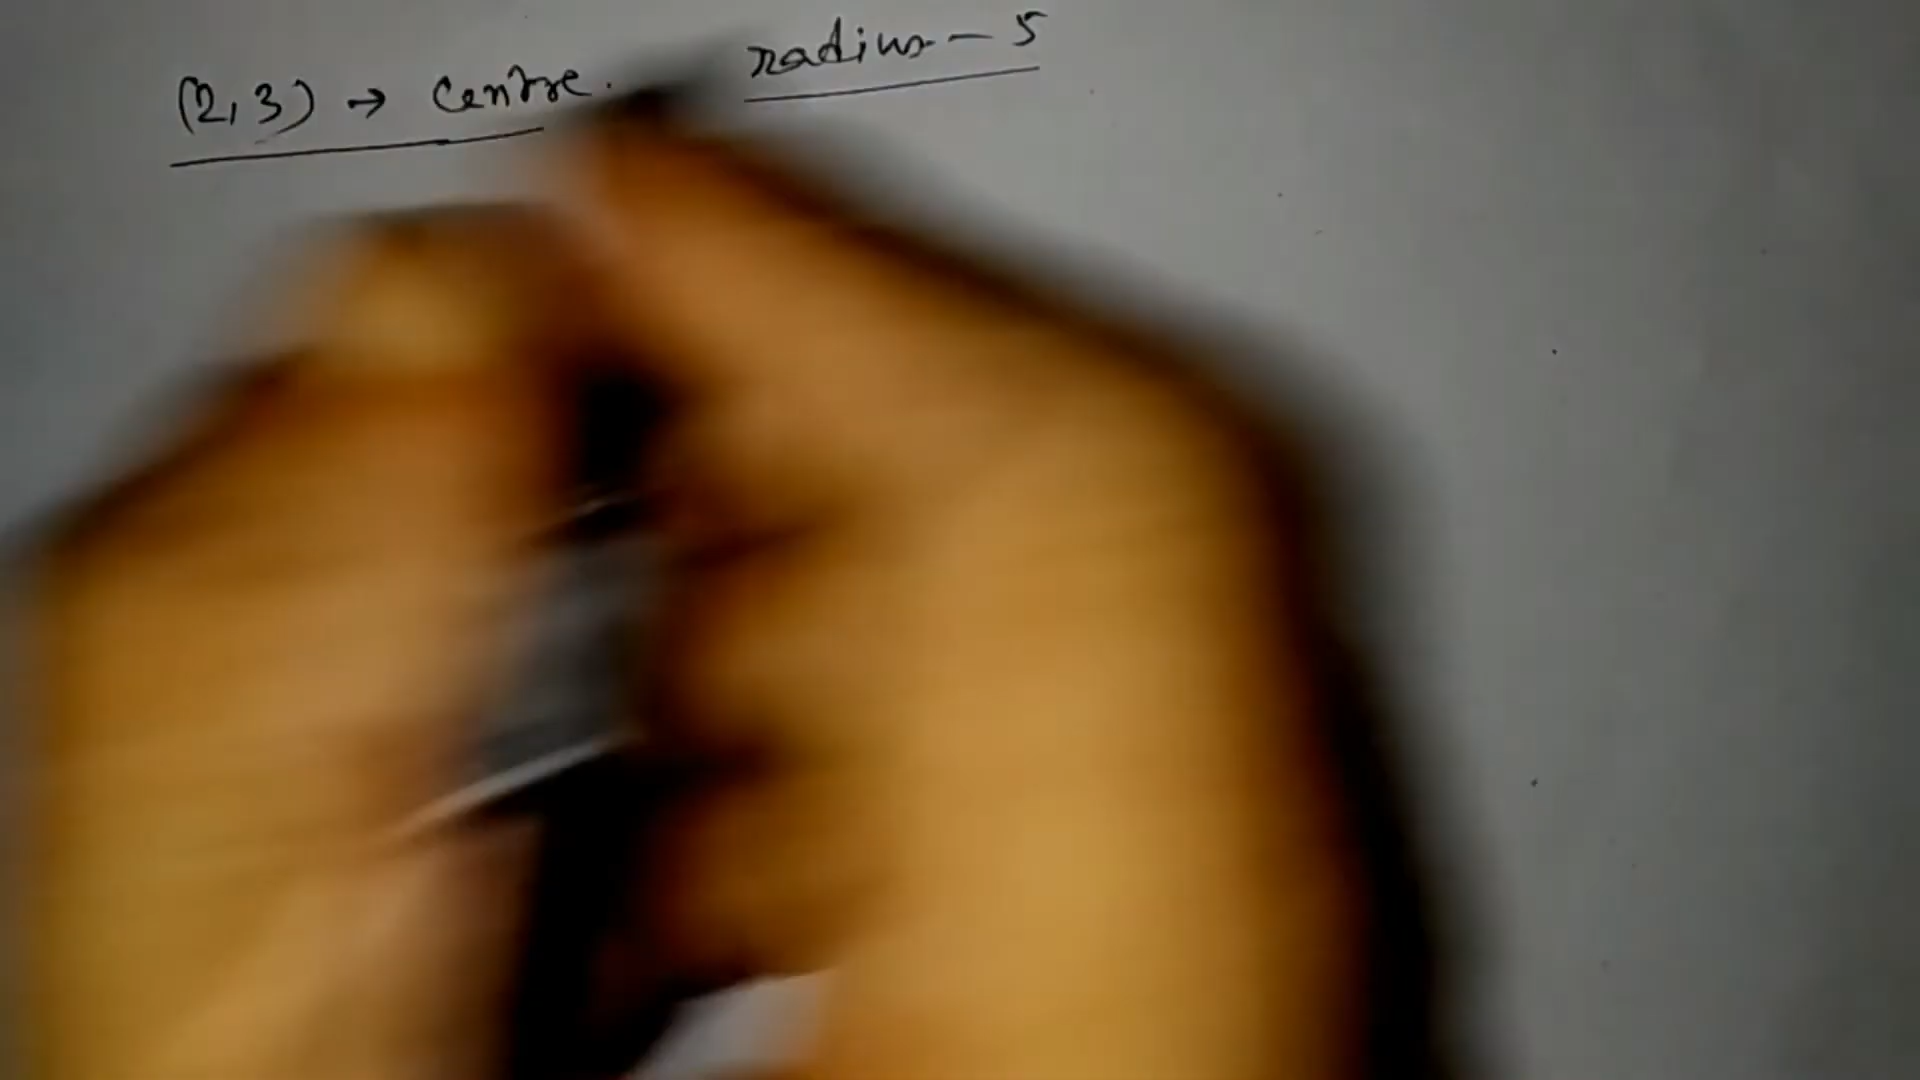 (2,3) → Centre. radius - 5